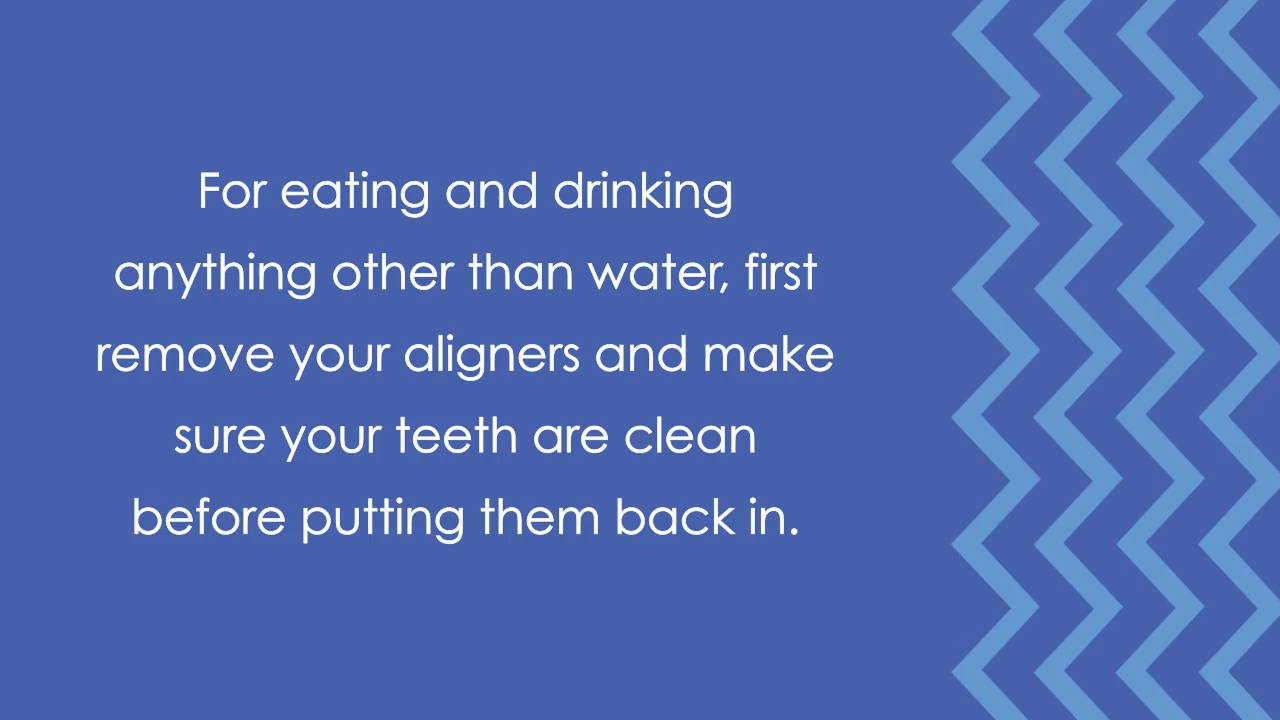 For eating and drinking
anything other than water, first
remove your aligners and make
sure your teeth are clean
before putting them back in.